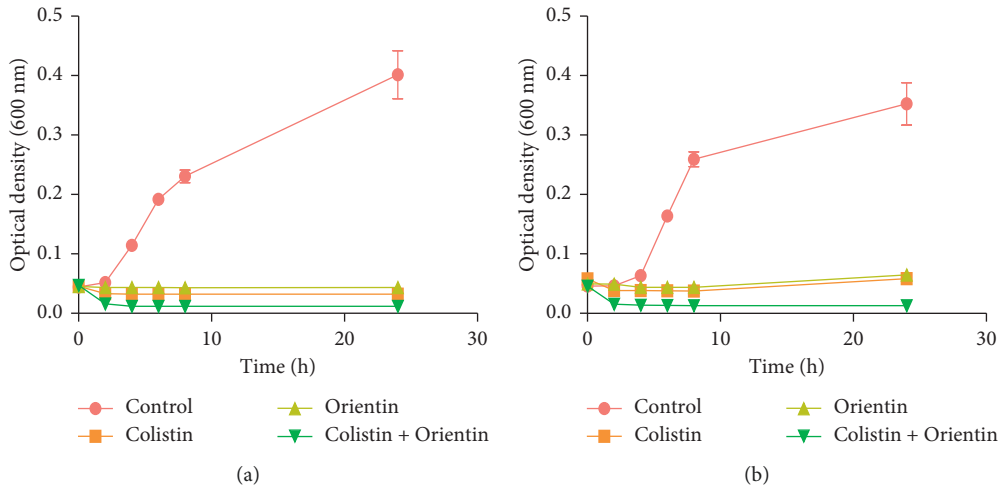 Optical density (600 nm)
0.5
0.4
0.3
0.2
0.1
0.0
0
10
20
30
Time (h)
Control
Colistin
Orientin
Colistin + Orientin
(a)
Optical density (600 nm)
0.5
0.4
0.3
0.2
0.1
0.0
0
10
20
30
Time (h)
Control
Colistin
Orientin
Colistin + Orientin
(b)